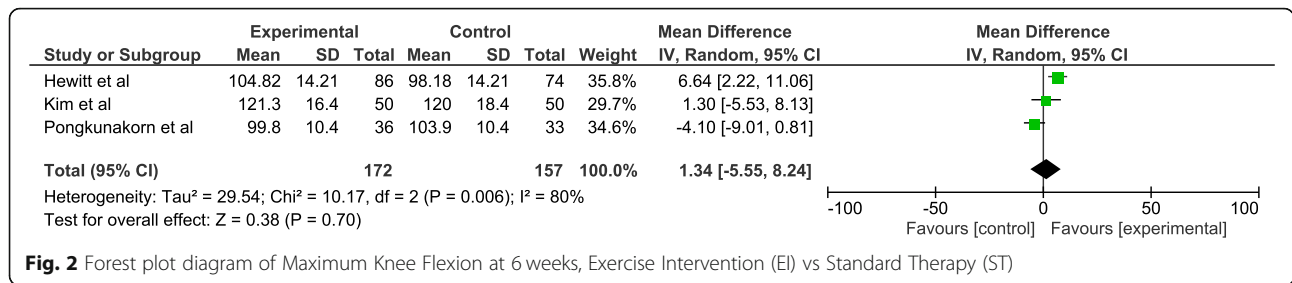 Experimental Control Mean Difference Mean Difference
Study or Subgroup Mean SD Total Mean SD Total Weight IV, Random, 95% CI IV, Random, 95% CI
Hewitt et al 104.82 14.21 86 98.18 14.21 74 35.8% 6.64 [2.22, 11.06]
Kim et al 121.3 16.4 50 120 18.4 50 29.7% 1.30 [-5.53, 8.13]
Pongkunakorn et al 99.8 10.4 36 103.9 10.4 33 34.6% -4.10 [-9.01, 0.81]
Total (95% CI) 172 157 100.0% 1.34 [-5.55, 8.24]
Heterogeneity: Tau² = 29.54; Chi² = 10.17, df = 2 (P = 0.006); I² = 80%
Test for overall effect: Z = 0.38 (P = 0.70)
-100 -50 0 50 100
Favours [control] Favours [experimental]
Fig. 2 Forest plot diagram of Maximum Knee Flexion at 6 weeks, Exercise Intervention (EI) vs Standard Therapy (ST)